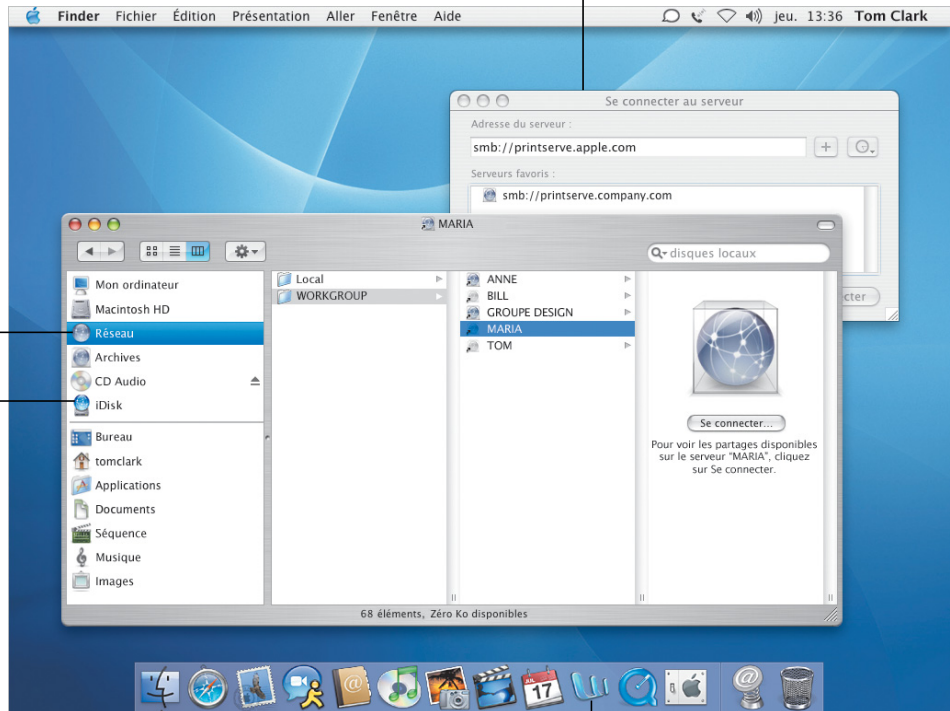 Finder Fichier Édition Présentation Aller Fenêtre Aide jeu. 13:36 Tom Clark
Se connecter au serveur
Adresse du serveur :
smb://printserve.apple.com
Serveurs favoris :
smb://printserve.company.com
MARIA
disques locaux
Mon ordinateur
Macintosh HD
Réseau
Archives
CD Audio
iDisk
Bureau
tomclark
Applications
Documents
Séquence
Musique
Images
Local
WORKGROUP
ANNE
BILL
GROUPE DESIGN
MARIA
TOM
Se connecter...
Pour voir les partages disponibles
sur le serveur "MARIA", cliquez
sur Se connecter.
68 éléments, Zéro Ko disponibles
JUL
17